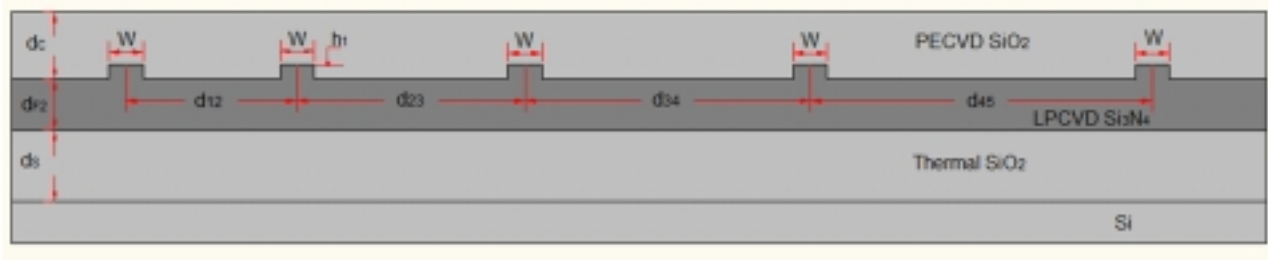 dc
W
W
h1
W
W
PECVD SiO2
W
dF2
d12
d23
d34
d45
LPCVD Si3N4
ds
Thermal SiO2
Si